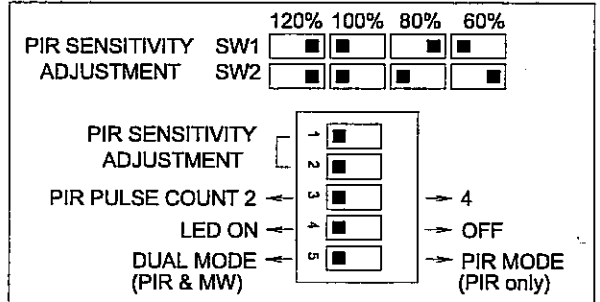 120% 100% 80% 60%
PIR SENSITIVITY SW1
ADJUSTMENT SW2
PIR SENSITIVITY
ADJUSTMENT
1
2
PIR PULSE COUNT 2 ← 3 → 4
LED ON ← 4 → OFF
DUAL MODE ← 5 → PIR MODE
(PIR & MW) (PIR only)